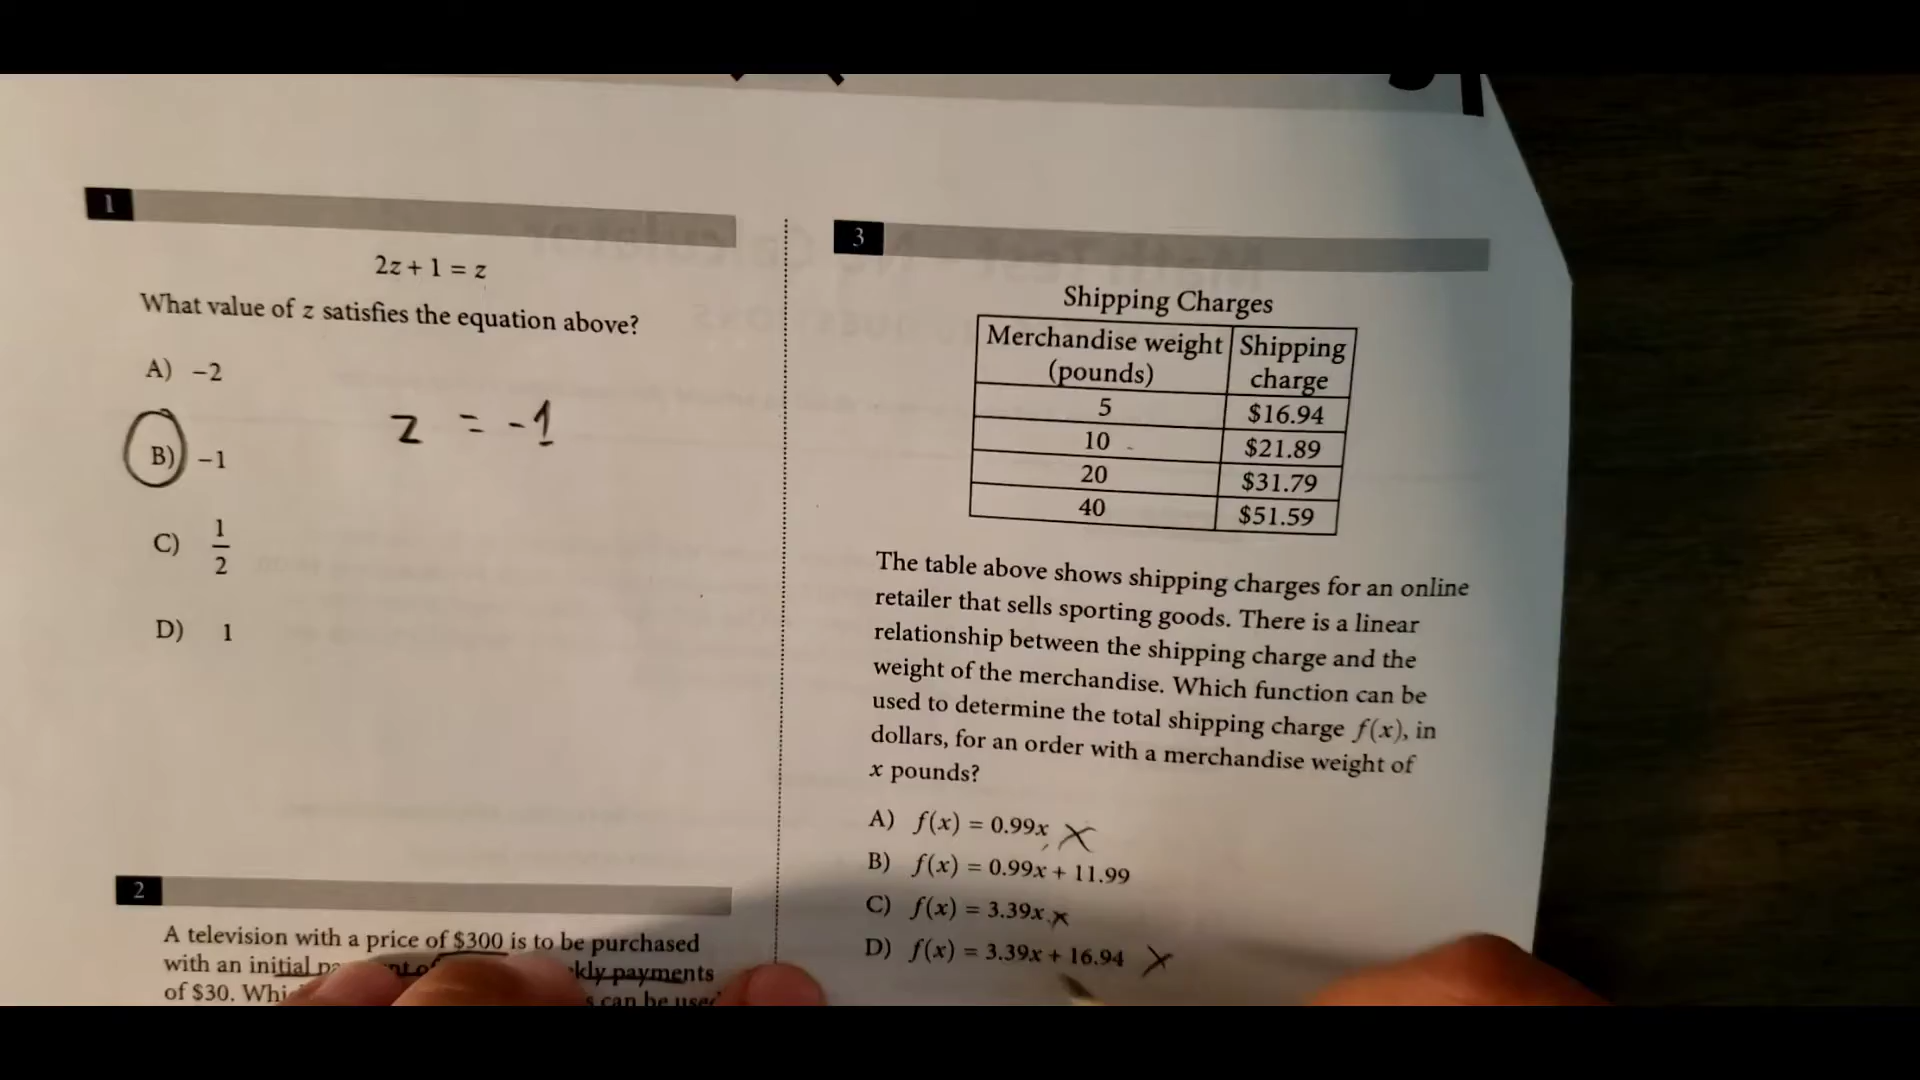 1
2z + 1 = z
What value of z satisfies the equation above?
A) −2
B) −1
C) 1/2
D) 1
z = -1
2
A television with a price of $300 is to be purchased
with an initial payments
of $30. can be
3
Shipping Charges
Merchandise weight (pounds) Shipping charge
5 $16.94
10 $21.89
20 $31.79
40 $51.59
The table above shows shipping charges for an online
retailer that sells sporting goods. There is a linear
relationship between the shipping charge and the
weight of the merchandise. Which function can be
used to determine the total shipping charge f(x), in
dollars, for an order with a merchandise weight of
x pounds?
A) f(x) = 0.99x
B) f(x) = 0.99x + 11.99
C) f(x) = 3.39x
D) f(x) = 3.39x + 16.94